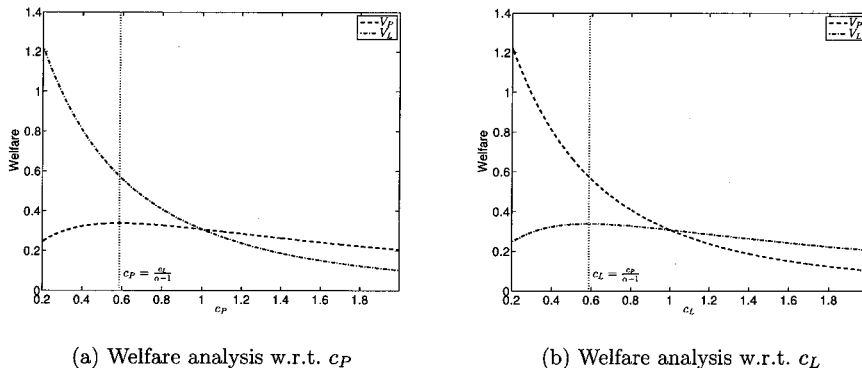 V_P
V_L
1.4
1.2
1
0.8
0.6
0.4
0.2
0
Welfare
c_P = c_L/(α−1)
0.2 0.4 0.6 0.8 1 1.2 1.4 1.6 1.8
c_P
(a) Welfare analysis w.r.t. c_P
V_P
V_L
1.4
1.2
1
0.8
0.6
0.4
0.2
0
Welfare
c_L = c_P/(α−1)
0.2 0.4 0.6 0.8 1 1.2 1.4 1.6 1.8
c_L
(b) Welfare analysis w.r.t. c_L